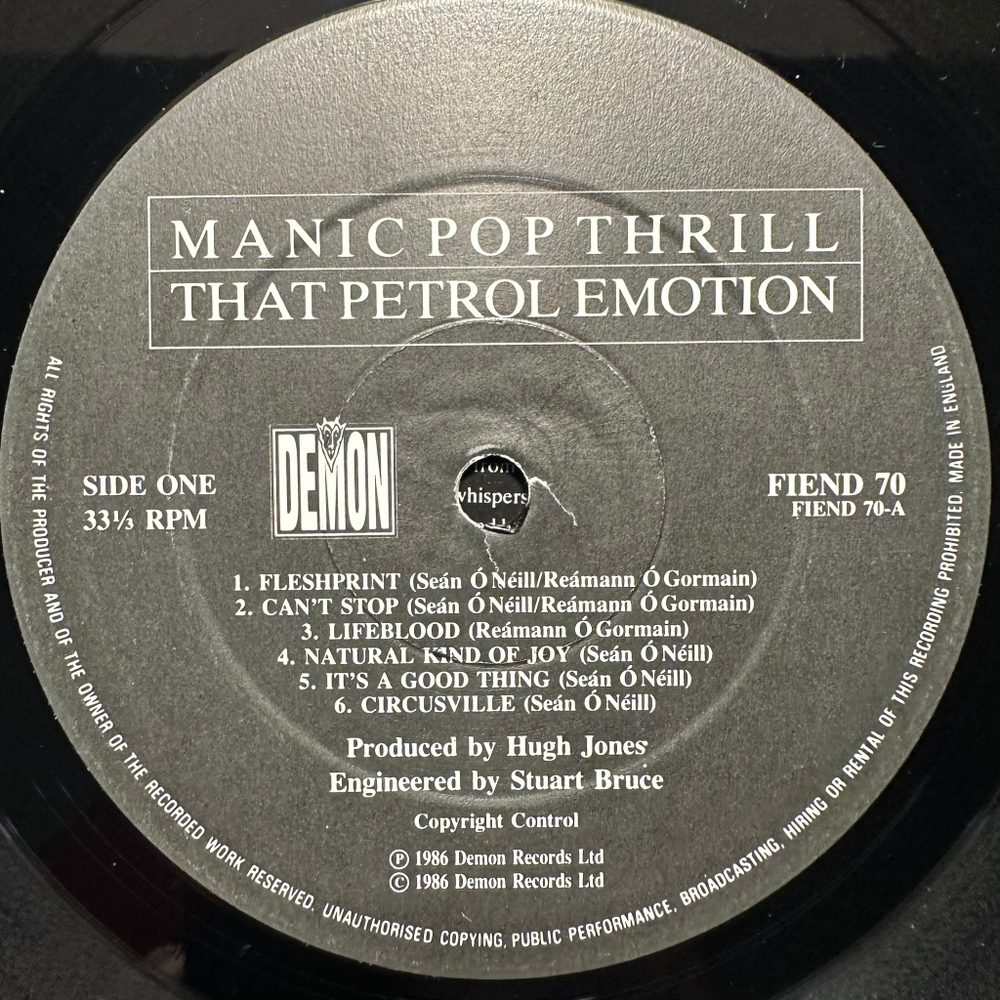 MANIC POP THRILL
THAT PETROL EMOTION
DEMON
SIDE ONE
33⅓ RPM
FIEND 70
FIEND 70-A
whispers
1. FLESHPRINT (Seán Ó Néill/Reámann Ó Gormain)
2. CAN'T STOP (Seán Ó Néill/Reámann Ó Gormain)
3. LIFEBLOOD (Reámann Ó Gormain)
4. NATURAL KIND OF JOY (Seán Ó Néill)
5. IT'S A GOOD THING (Seán Ó Néill)
6. CIRCUSVILLE (Seán Ó Néill)
Produced by Hugh Jones
Engineered by Stuart Bruce
Copyright Control
Ⓟ 1986 Demon Records Ltd
© 1986 Demon Records Ltd
ALL RIGHTS OF THE PRODUCER AND OF THE OWNER OF THE RECORDED WORK RESERVED. UNAUTHORISED COPYING, PUBLIC PERFORMANCE, BROADCASTING, HIRING OR RENTAL OF THIS RECORDING PROHIBITED. MADE IN ENGLAND